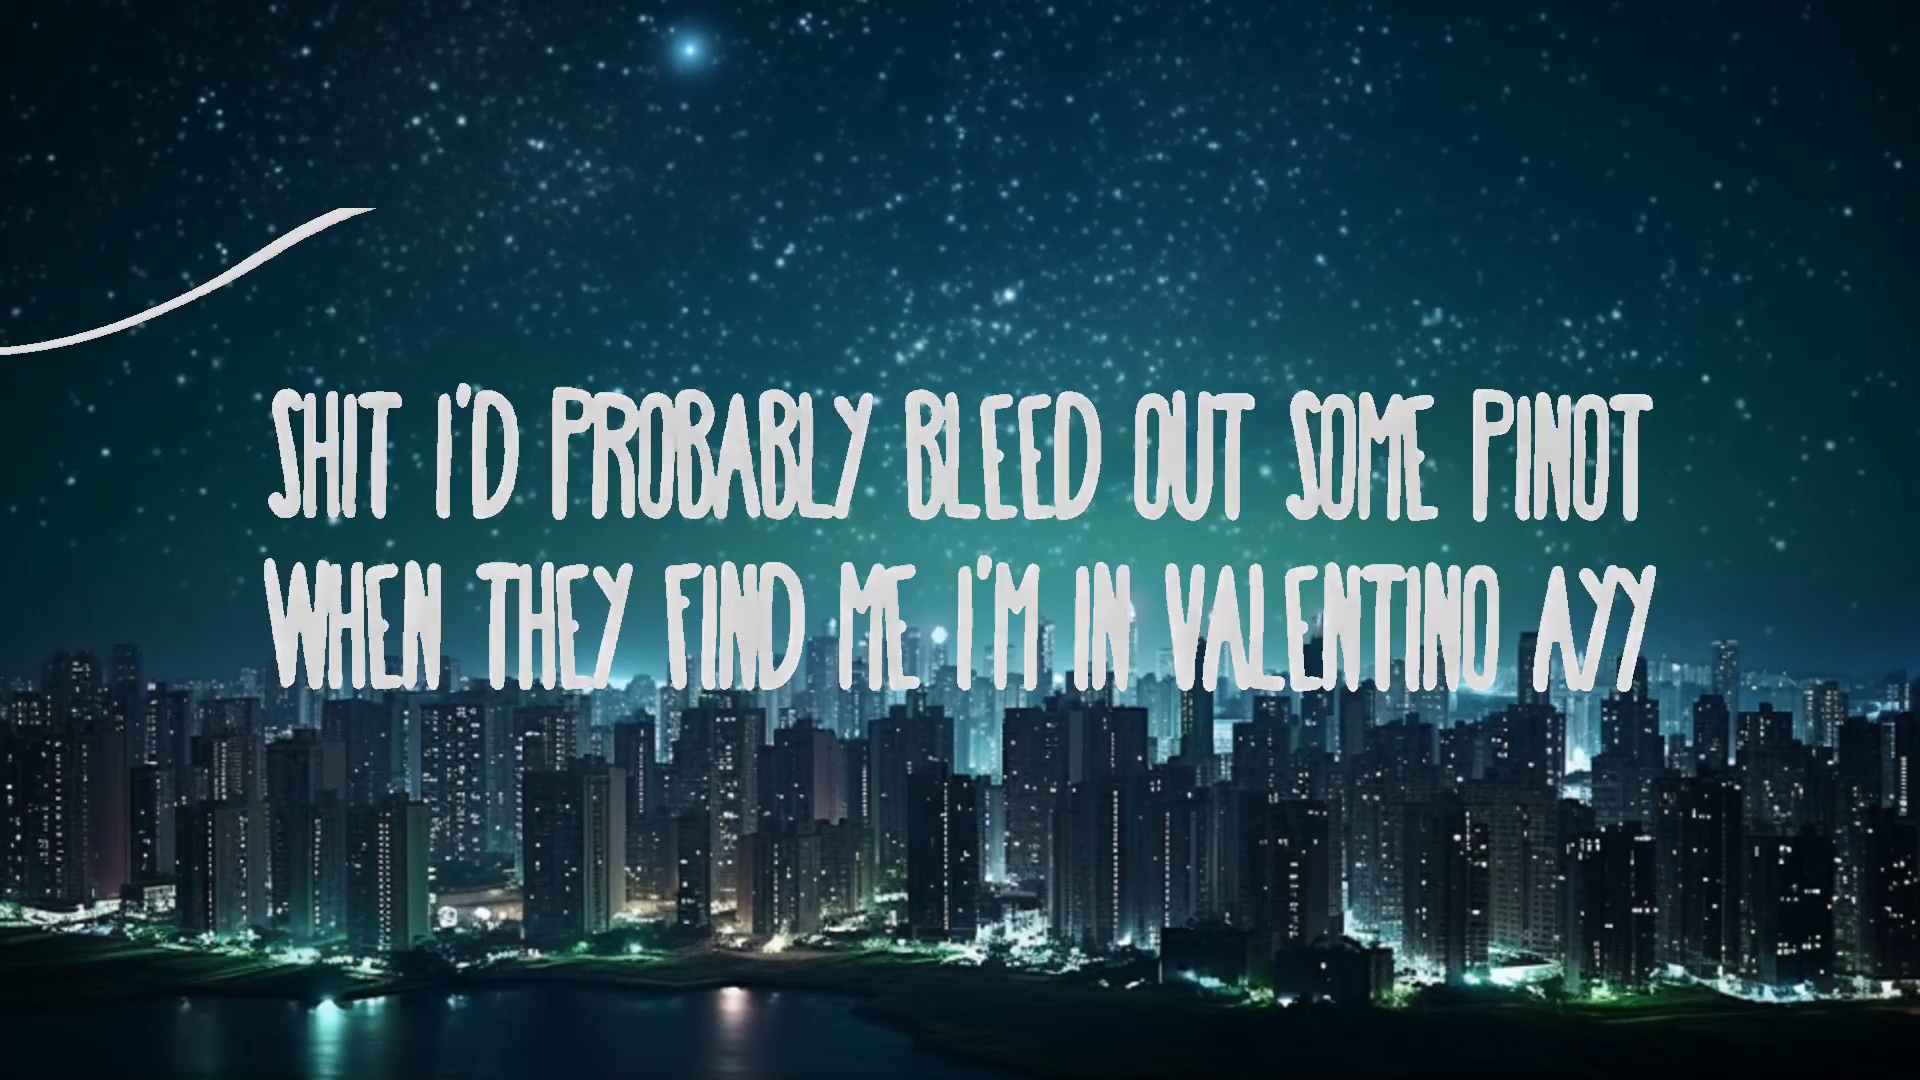 SHIT I'D PROBABLY BLEED OUT SOME PINOT
WHEN THEY FIND ME I'M IN VALENTINO AYY